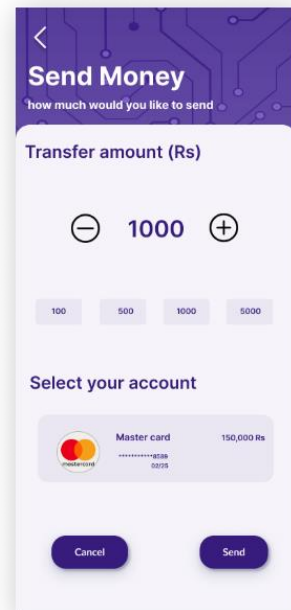 Send Money
how much would you like to send
Transfer amount (Rs)
1000
100 500 1000 5000
Select your account
Master card 150,000 Rs
mastercard
***********8539
02/25
Cancel Send